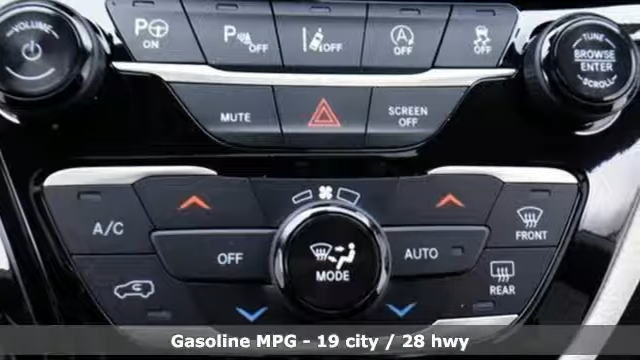 VOLUME
P ON
P OFF
OFF
A OFF
OFF
TUNE
BROWSE
ENTER
SCROLL
MUTE
SCREEN
OFF
A/C
OFF
MODE
AUTO
FRONT
REAR
Gasoline MPG - 19 city / 28 hwy